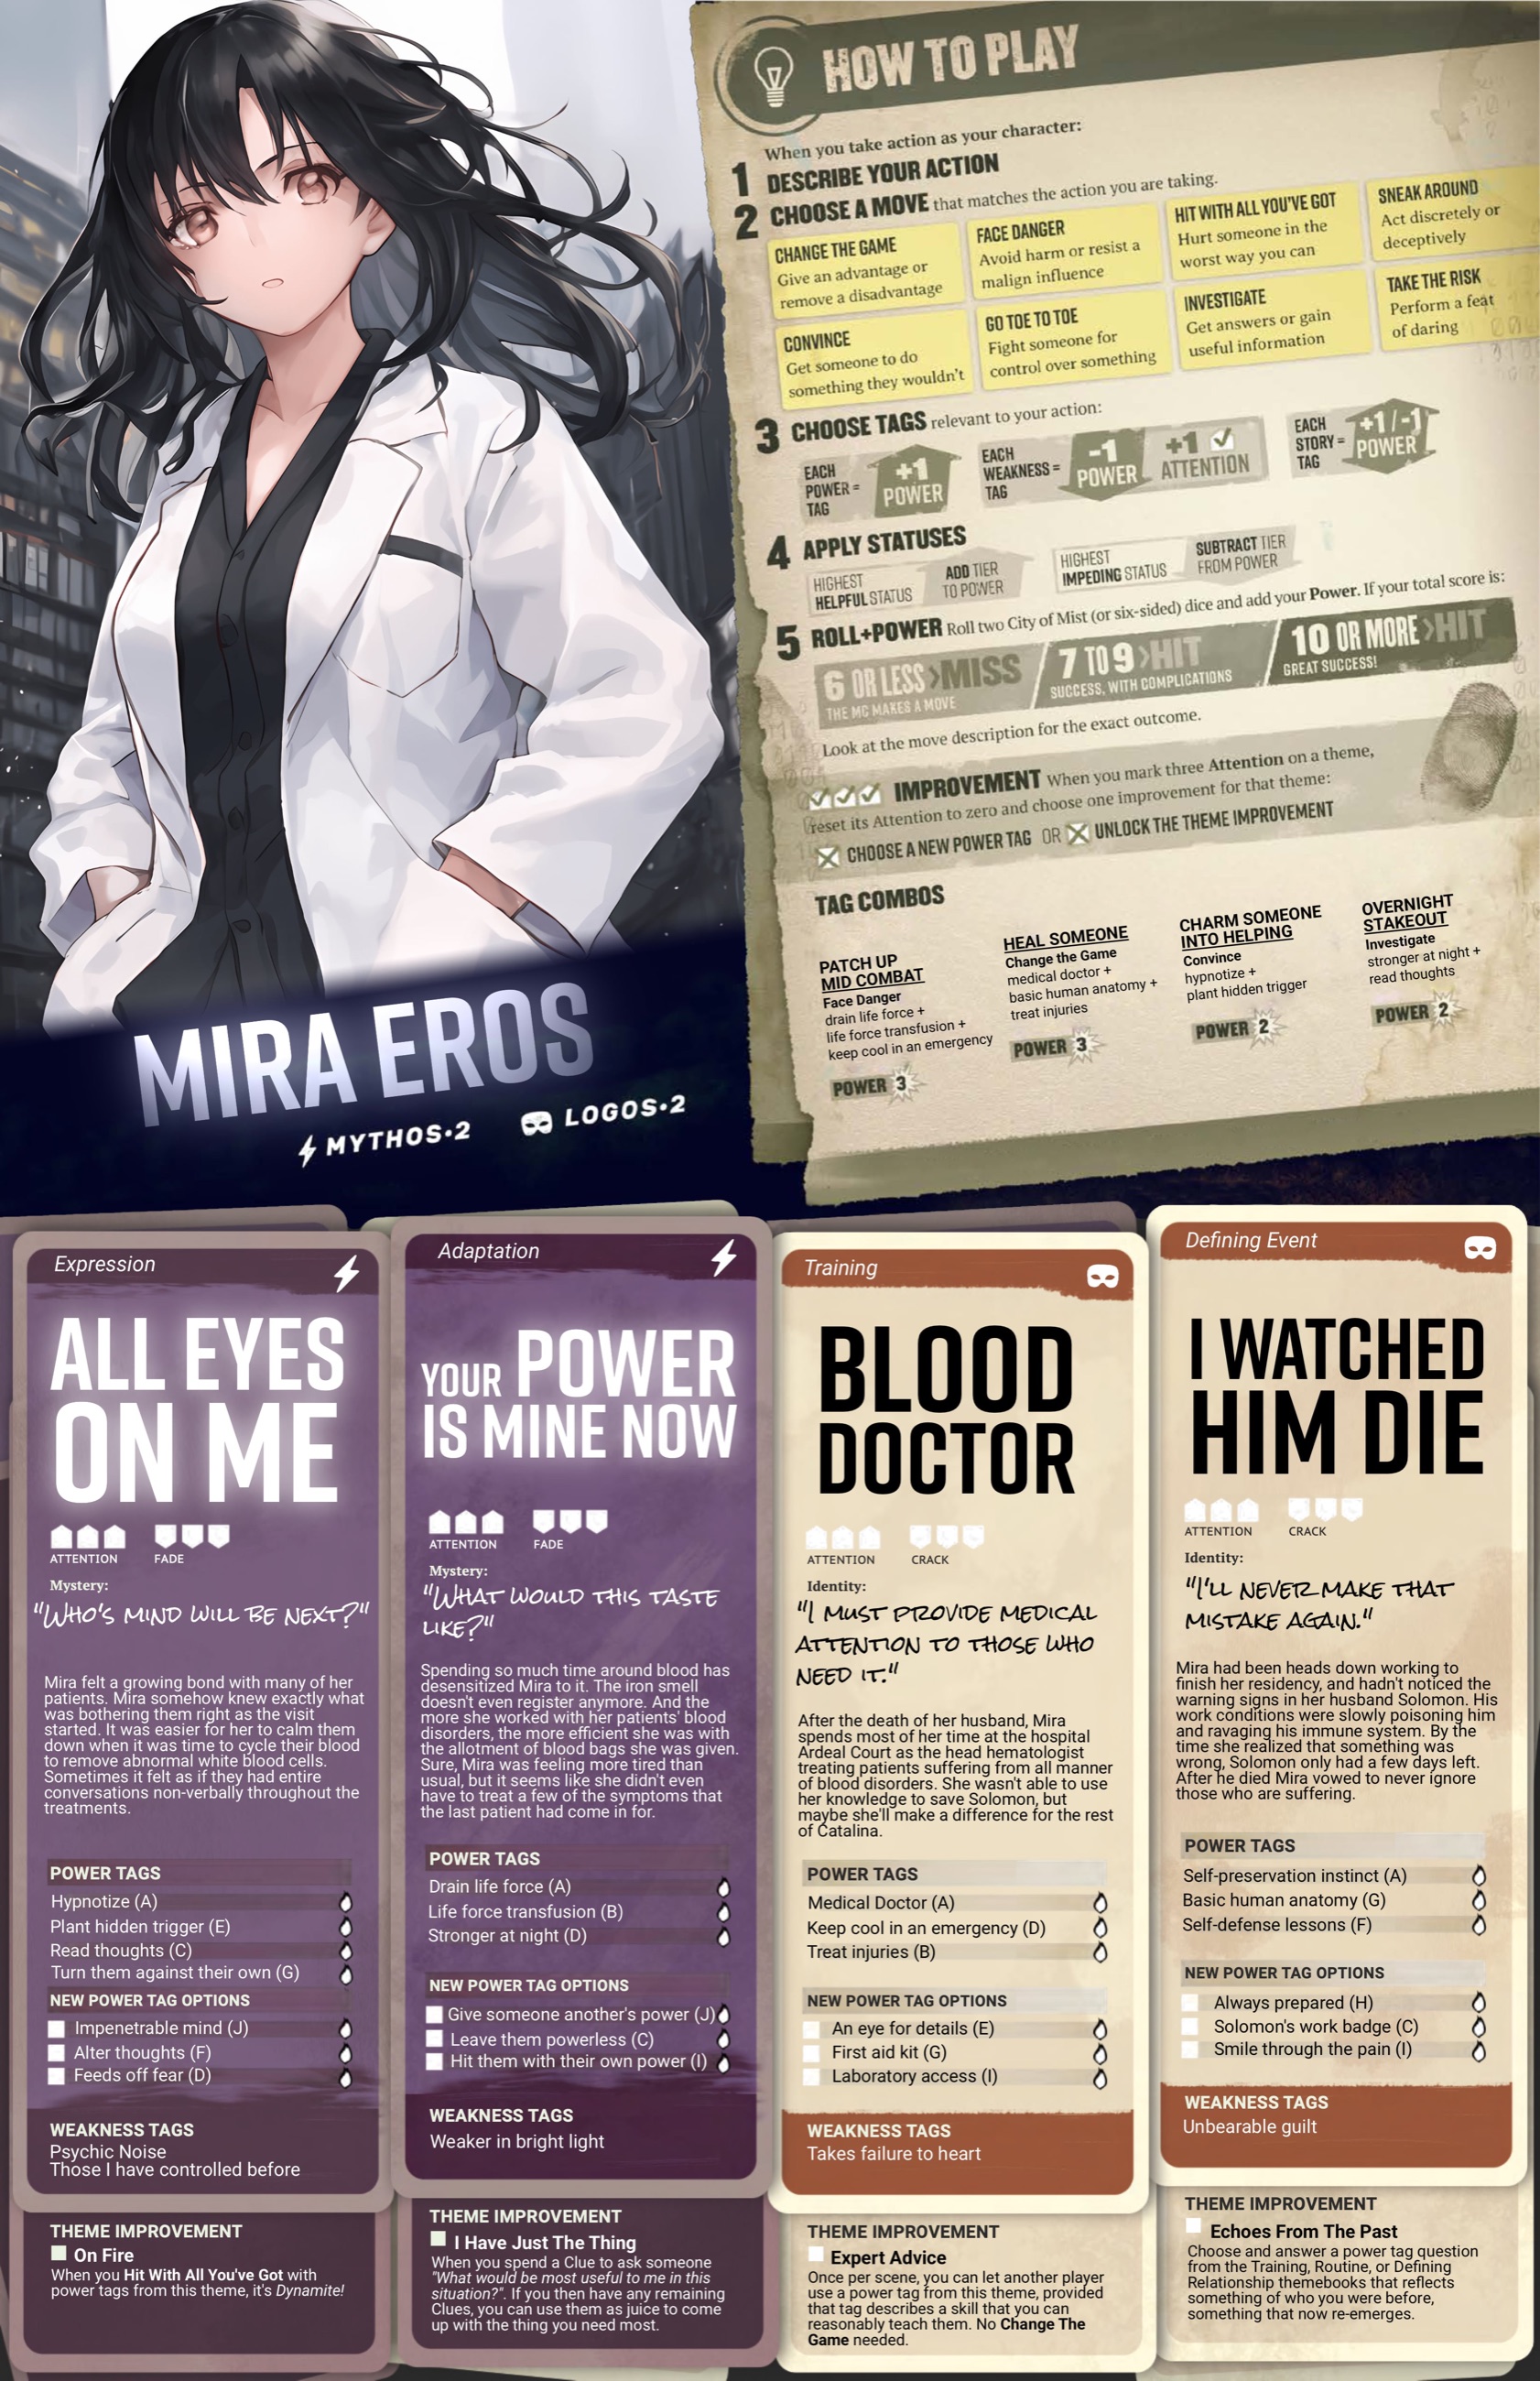 HOW TO PLAY
When you take action as your character:
1 DESCRIBE YOUR ACTION
2 CHOOSE A MOVE that matches the action you are taking.
CHANGE THE GAME
Give an advantage or
remove a disadvantage
FACE DANGER
Avoid harm or resist a
malign influence
HIT WITH ALL YOU'VE GOT
Hurt someone in the
worst way you can
SNEAK AROUND
Act discretely or
deceptively
CONVINCE
Get someone to do
something they wouldn't
GO TOE TO TOE
Fight someone for
control over something
INVESTIGATE
Get answers or gain
useful information
TAKE THE RISK
Perform a feat
of daring
3 CHOOSE TAGS relevant to your action:
EACH
POWER =
TAG
+1
POWER
EACH
WEAKNESS =
TAG
-1
POWER
+1
ATTENTION
EACH
STORY =
TAG
+1/-1
POWER
4 APPLY STATUSES
HIGHEST
HELPFUL STATUS
ADD TIER
TO POWER
HIGHEST
IMPEDING STATUS
SUBTRACT TIER
FROM POWER
5 ROLL+POWER Roll two City of Mist (or six-sided) dice and add your Power. If your total score is:
6 OR LESS >MISS
THE MC MAKES A MOVE
7 TO 9 >HIT
SUCCESS, WITH COMPLICATIONS
10 OR MORE >HIT
GREAT SUCCESS!
Look at the move description for the exact outcome.
IMPROVEMENT When you mark three Attention on a theme,
reset its Attention to zero and choose one improvement for that theme:
CHOOSE A NEW POWER TAG OR UNLOCK THE THEME IMPROVEMENT
TAG COMBOS
PATCH UP
MID COMBAT
Face Danger
drain life force +
life force transfusion +
keep cool in an emergency
POWER 3
HEAL SOMEONE
Change the Game
medical doctor +
basic human anatomy +
treat injuries
POWER 3
CHARM SOMEONE
INTO HELPING
Convince
hypnotize +
plant hidden trigger
POWER 2
OVERNIGHT
STAKEOUT
Investigate
stronger at night +
read thoughts
POWER 2
MIRA EROS
MYTHOS•2
LOGOS•2
Expression
ALL EYES
ON ME
ATTENTION FADE
Mystery:
"WHO'S MIND WILL BE NEXT?"
Mira felt a growing bond with many of her
patients. Mira somehow knew exactly what
was bothering them right as the visit
started. It was easier for her to calm them
down when it was time to cycle their blood
to remove abnormal white blood cells.
Sometimes it felt as if they had entire
conversations non-verbally throughout the
treatments.
POWER TAGS
Hypnotize (A)
Plant hidden trigger (E)
Read thoughts (C)
Turn them against their own (G)
NEW POWER TAG OPTIONS
Impenetrable mind (J)
Alter thoughts (F)
Feeds off fear (D)
WEAKNESS TAGS
Psychic Noise
Those I have controlled before
THEME IMPROVEMENT
On Fire
When you Hit With All You've Got with
power tags from this theme, it's Dynamite!
Adaptation
YOUR POWER
IS MINE NOW
ATTENTION FADE
Mystery:
"WHAT WOULD THIS TASTE
LIKE?"
Spending so much time around blood has
desensitized Mira to it. The iron smell
doesn't even register anymore. And the
more she worked with her patients' blood
disorders, the more efficient she was with
the allotment of blood bags she was given.
Sure, Mira was feeling more tired than
usual, but it seems like she didn't even
have to treat a few of the symptoms that
the last patient had come in for.
POWER TAGS
Drain life force (A)
Life force transfusion (B)
Stronger at night (D)
NEW POWER TAG OPTIONS
Give someone another's power (J)
Leave them powerless (C)
Hit them with their own power (I)
WEAKNESS TAGS
Weaker in bright light
THEME IMPROVEMENT
I Have Just The Thing
When you spend a Clue to ask someone
"What would be most useful to me in this
situation?". If you then have any remaining
Clues, you can use them as juice to come
up with the thing you need most.
Training
BLOOD
DOCTOR
ATTENTION CRACK
Identity:
"I MUST PROVIDE MEDICAL
ATTENTION TO THOSE WHO
NEED IT."
After the death of her husband, Mira
spends most of her time at the hospital
Ardeal Court as the head hematologist
treating patients suffering from all manner
of blood disorders. She wasn't able to use
her knowledge to save Solomon, but
maybe she'll make a difference for the rest
of Catalina.
POWER TAGS
Medical Doctor (A)
Keep cool in an emergency (D)
Treat injuries (B)
NEW POWER TAG OPTIONS
An eye for details (E)
First aid kit (G)
Laboratory access (I)
WEAKNESS TAGS
Takes failure to heart
THEME IMPROVEMENT
Expert Advice
Once per scene, you can let another player
use a power tag from this theme, provided
that tag describes a skill that you can
reasonably teach them. No Change The
Game needed.
Defining Event
I WATCHED
HIM DIE
ATTENTION CRACK
Identity:
"I'LL NEVER MAKE THAT
MISTAKE AGAIN."
Mira had been heads down working to
finish her residency, and hadn't noticed the
warning signs in her husband Solomon. His
work conditions were slowly poisoning him
and ravaging his immune system. By the
time she realized that something was
wrong, Solomon only had a few days left.
After he died Mira vowed to never ignore
those who are suffering.
POWER TAGS
Self-preservation instinct (A)
Basic human anatomy (G)
Self-defense lessons (F)
NEW POWER TAG OPTIONS
Always prepared (H)
Solomon's work badge (C)
Smile through the pain (I)
WEAKNESS TAGS
Unbearable guilt
THEME IMPROVEMENT
Echoes From The Past
Choose and answer a power tag question
from the Training, Routine, or Defining
Relationship themebooks that reflects
something of who you were before,
something that now re-emerges.